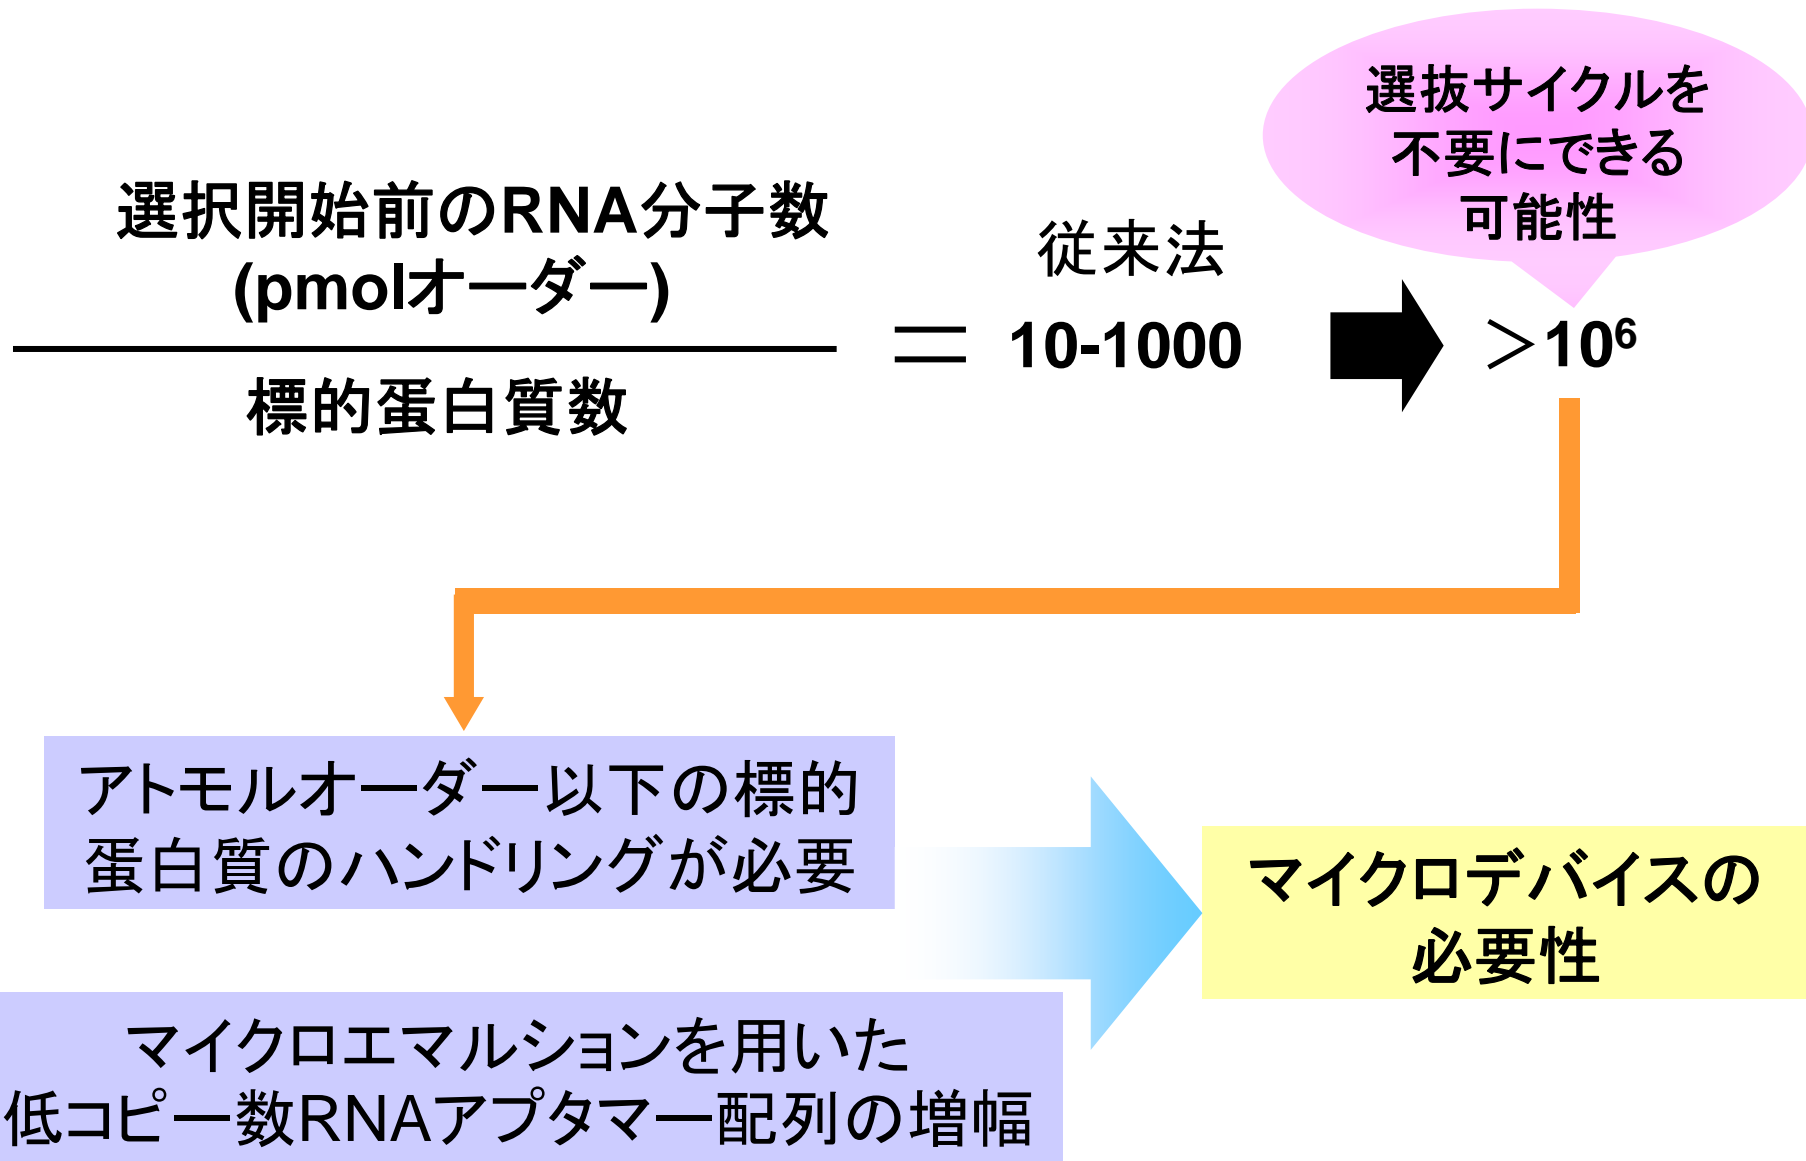 選抜サイクルを
不要にできる
可能性
選択開始前のRNA分子数
(pmolオーダー)
標的蛋白質数
＝
従来法
10-1000
＞10⁶
アトモルオーダー以下の標的
蛋白質のハンドリングが必要
マイクロデバイスの
必要性
マイクロエマルションを用いた
低コピー数RNAアプタマー配列の増幅